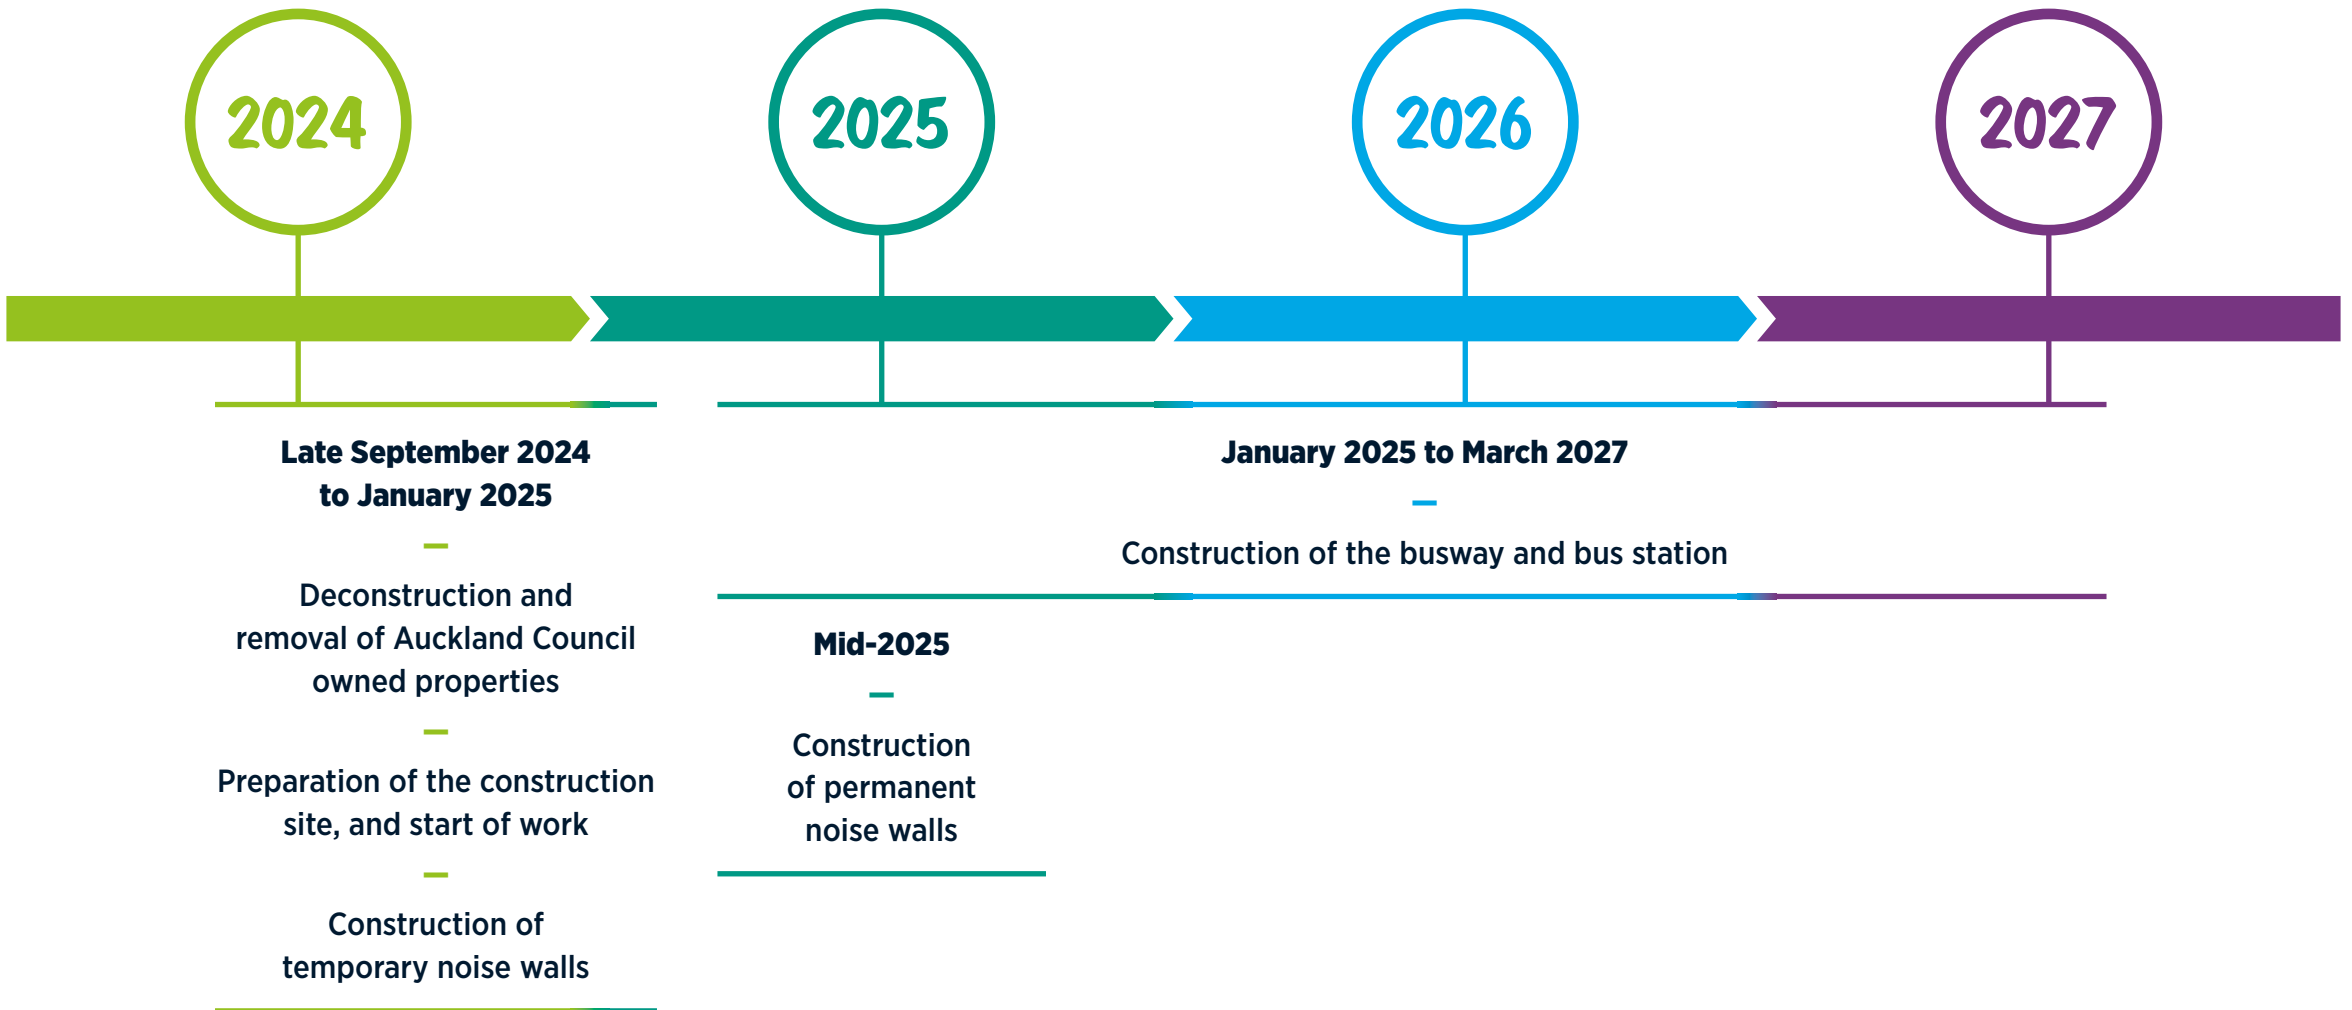 2024
2025
2026
2027
Late September 2024
to January 2025
Deconstruction and
removal of Auckland Council
owned properties
Preparation of the construction
site, and start of work
Construction of
temporary noise walls
January 2025 to March 2027
Construction of the busway and bus station
Mid-2025
Construction
of permanent
noise walls